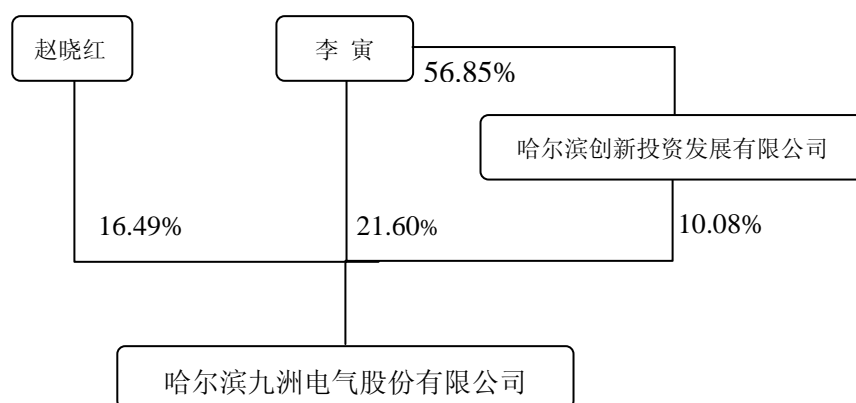 赵晓红
李 寅
56.85%
哈尔滨创新投资发展有限公司
16.49%
21.60%
10.08%
哈尔滨九洲电气股份有限公司